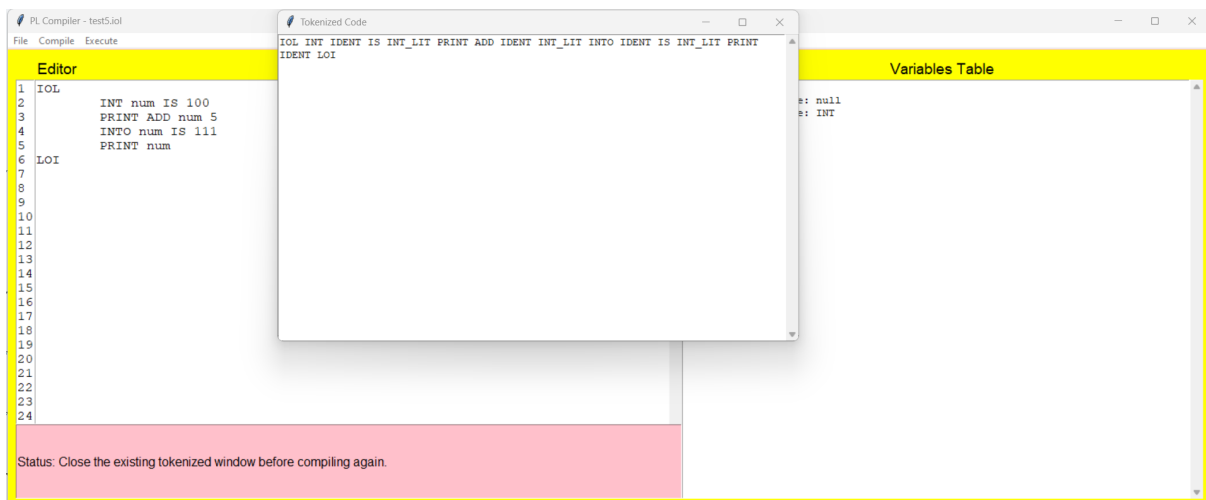 PL Compiler - test5.iol
File Compile Execute
Editor
1 IOL
2 INT num IS 100
3 PRINT ADD num 5
4 INTO num IS 111
5 PRINT num
6 LOI
7
8
9
10
11
12
13
14
15
16
17
18
19
20
21
22
23
24
Status: Close the existing tokenized window before compiling again.
Tokenized Code
IOL INT IDENT IS INT_LIT PRINT ADD IDENT INT_LIT INTO IDENT IS INT_LIT PRINT
IDENT LOI
Variables Table
e: null
e: INT